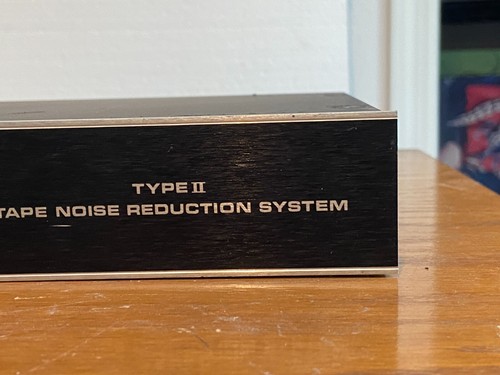 TYPE II
TAPE NOISE REDUCTION SYSTEM